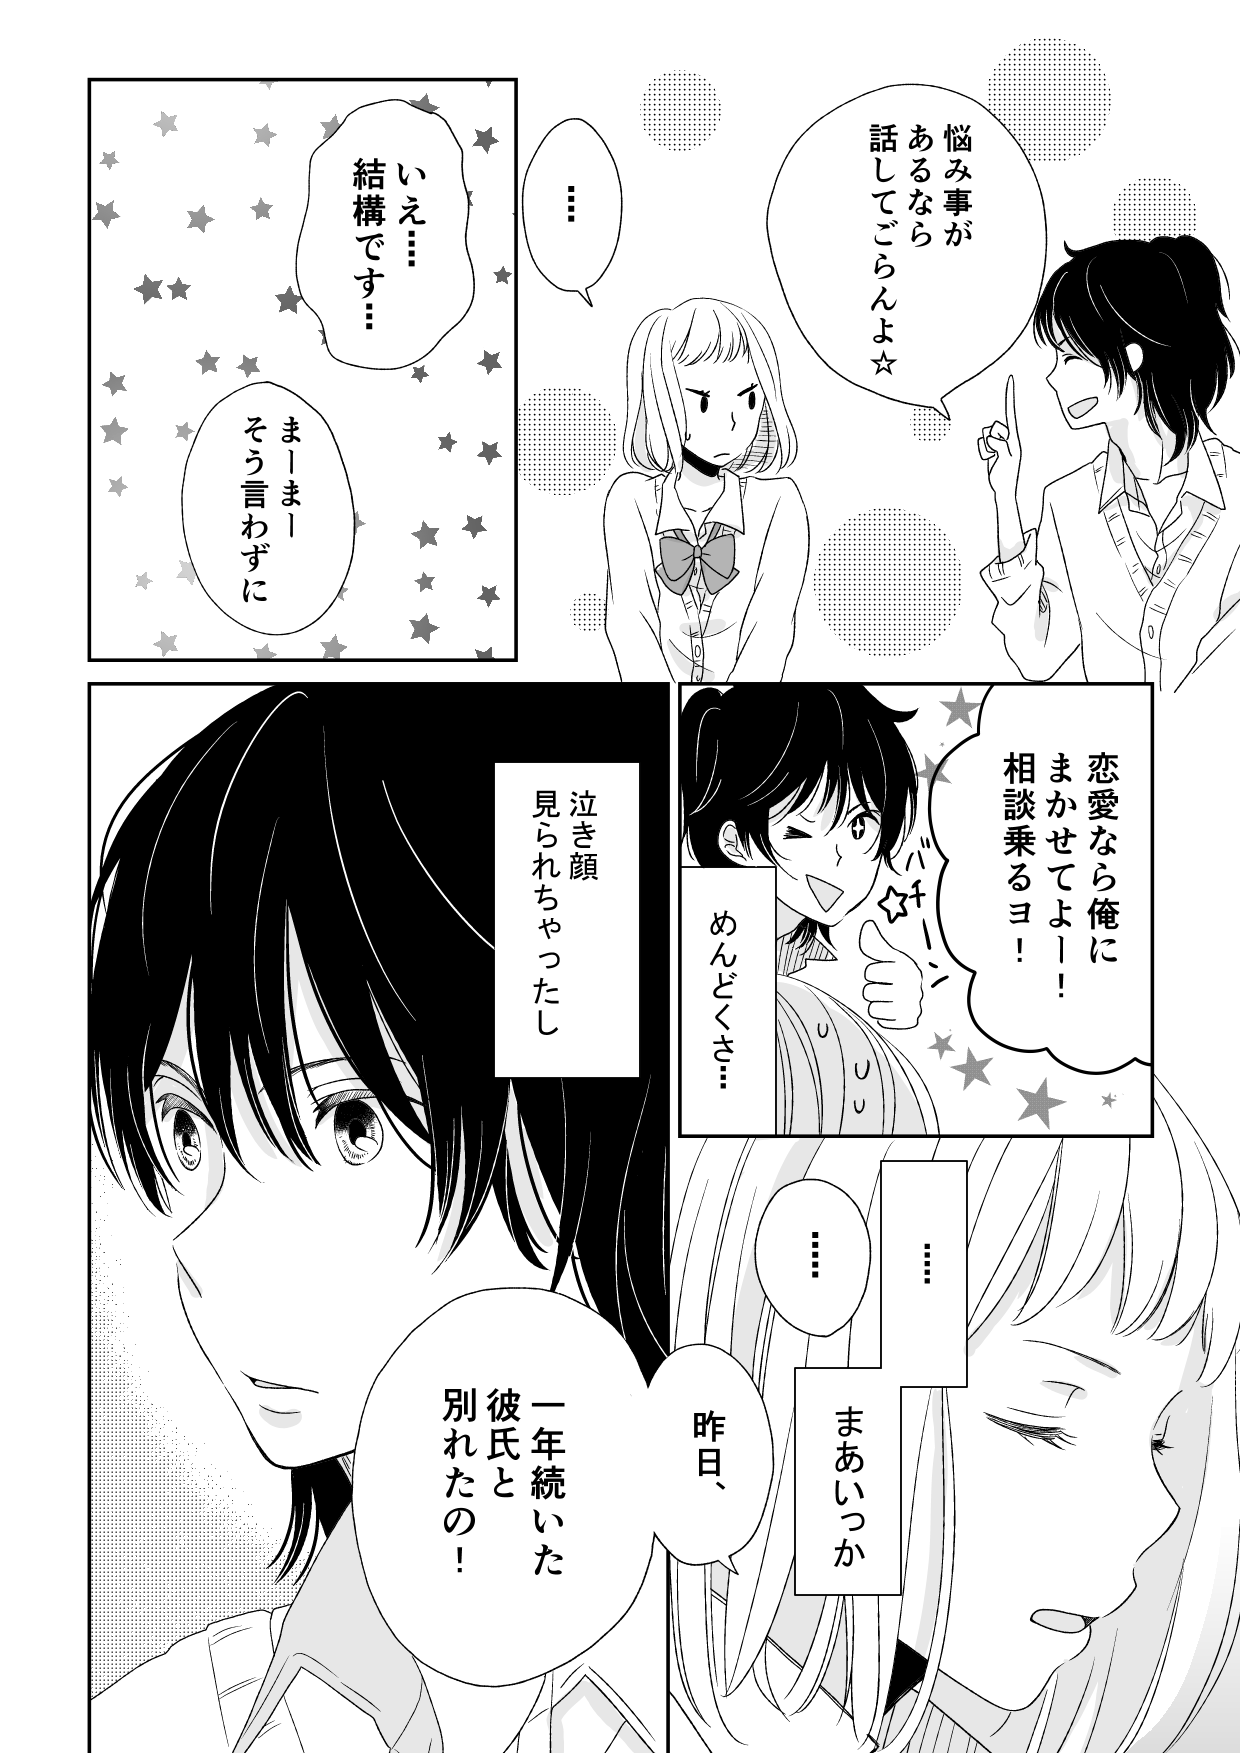 悩み事が
あるなら
話してごらんよ☆
……
いえ……
結構です…
まーまー
そう言わずに
恋愛なら俺に
まかせてよー！
相談乗るヨ！
バチーン
めんどくさ…
……
……
まあいっか
泣き顔
見られちゃったし
昨日、
一年続いた
彼氏と
別れたの！